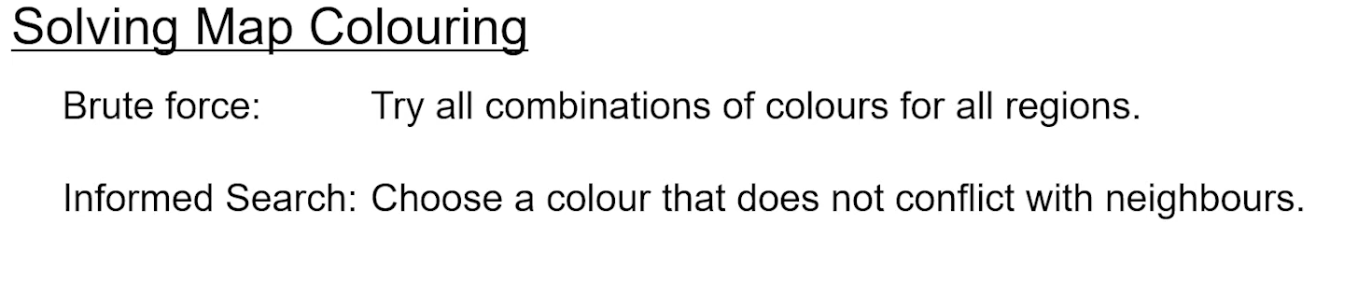 Solving Map Colouring
Brute force: Try all combinations of colours for all regions.
Informed Search: Choose a colour that does not conflict with neighbours.